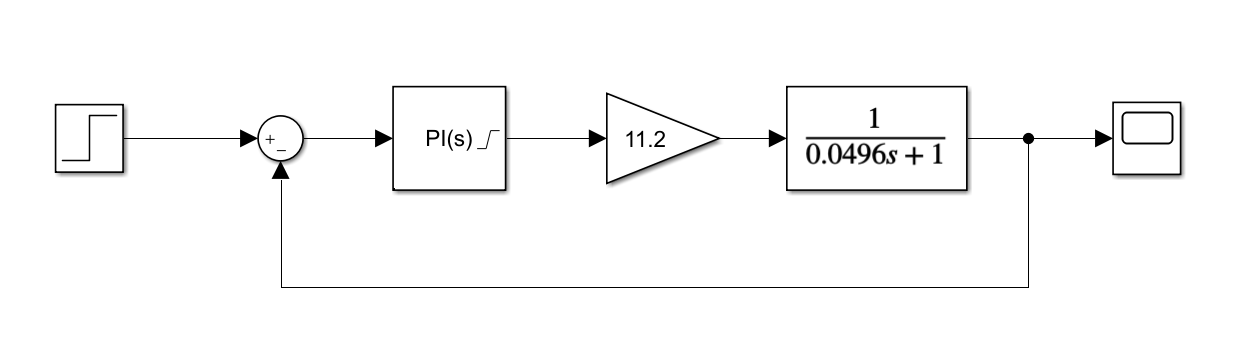 +
−
PI(s)
11.2
1
0.0496s + 1